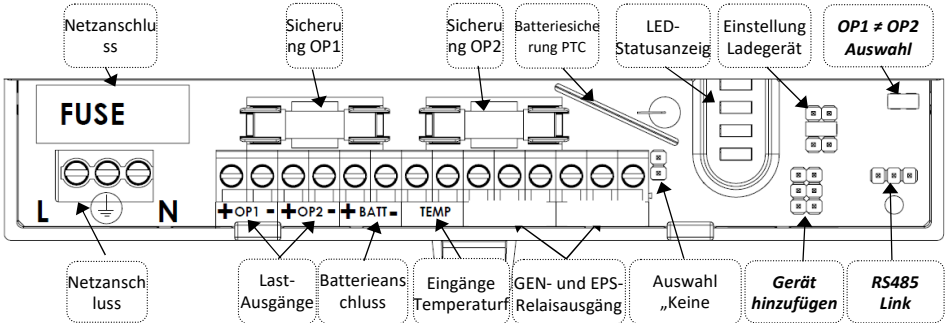 Netzanschlu
ss
Sicheru
ng OP1
Sicheru
ng OP2
Batteriesiche
rung PTC
LED-
Statusanzeig
Einstellung
Ladegerät
OP1 ≠ OP2
Auswahl
FUSE
L
N
+ OP1 -
+ OP2 -
+ BATT -
TEMP
Netzansch
luss
Last-
Ausgänge
Batterieans
chluss
Eingänge
Temperaturf
GEN- und EPS-
Relaisausgäng
Auswahl
„Keine
Gerät
hinzufügen
RS485
Link